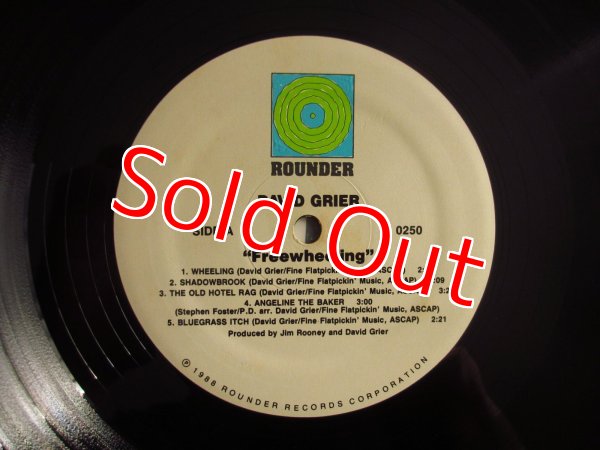 ROUNDER
DAVID GRIER
SIDE A 0250
"Freewheeling"
1. WHEELING (David Grier/Fine Flatpickin' ASCAP) 2:
2. SHADOWBROOK (David Grier/Fine Flatpickin' Music, ASCAP) :09
3. THE OLD HOTEL RAG (David Grier/Fine Flatpickin' Music, 3:
4. ANGELINE THE BAKER 3:00
(Stephen Foster/P.D. arr. David Grier/Fine Flatpickin' Music, ASCAP)
5. BLUEGRASS ITCH (David Grier/Fine Flatpickin' Music, ASCAP) 2:21
Produced by Jim Rooney and David Grier
℗ 1988 ROUNDER RECORDS CORPORATION
Sold Out